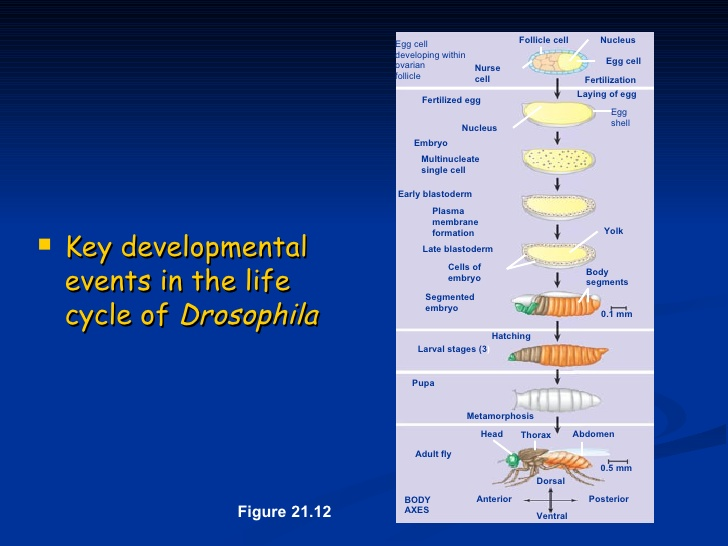 Key developmental
events in the life
cycle of Drosophila
Figure 21.12
Egg cell
developing within
ovarian
follicle
Nurse
cell
Follicle cell
Nucleus
Egg cell
Fertilization
Laying of egg
Fertilized egg
Egg
shell
Nucleus
Embryo
Multinucleate
single cell
Early blastoderm
Plasma
membrane
formation
Yolk
Late blastoderm
Cells of
embryo
Body
segments
Segmented
embryo
0.1 mm
Hatching
Larval stages (3
Pupa
Metamorphosis
Head
Thorax
Abdomen
Adult fly
0.5 mm
Dorsal
BODY
AXES
Anterior
Posterior
Ventral